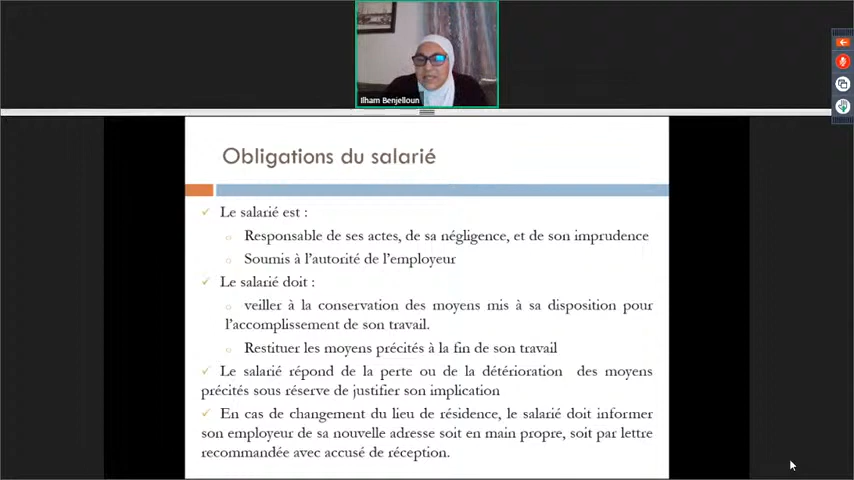 Ilham Benjelloun
Obligations du salarié
Le salarié est :
Responsable de ses actes, de sa négligence, et de son imprudence
Soumis à l'autorité de l'employeur
Le salarié doit :
veiller à la conservation des moyens mis à sa disposition pour
l'accomplissement de son travail.
Restituer les moyens précités à la fin de son travail
Le salarié répond de la perte ou de la détérioration des moyens
précités sous réserve de justifier son implication
En cas de changement du lieu de résidence, le salarié doit informer
son employeur de sa nouvelle adresse soit en main propre, soit par lettre
recommandée avec accusé de réception.